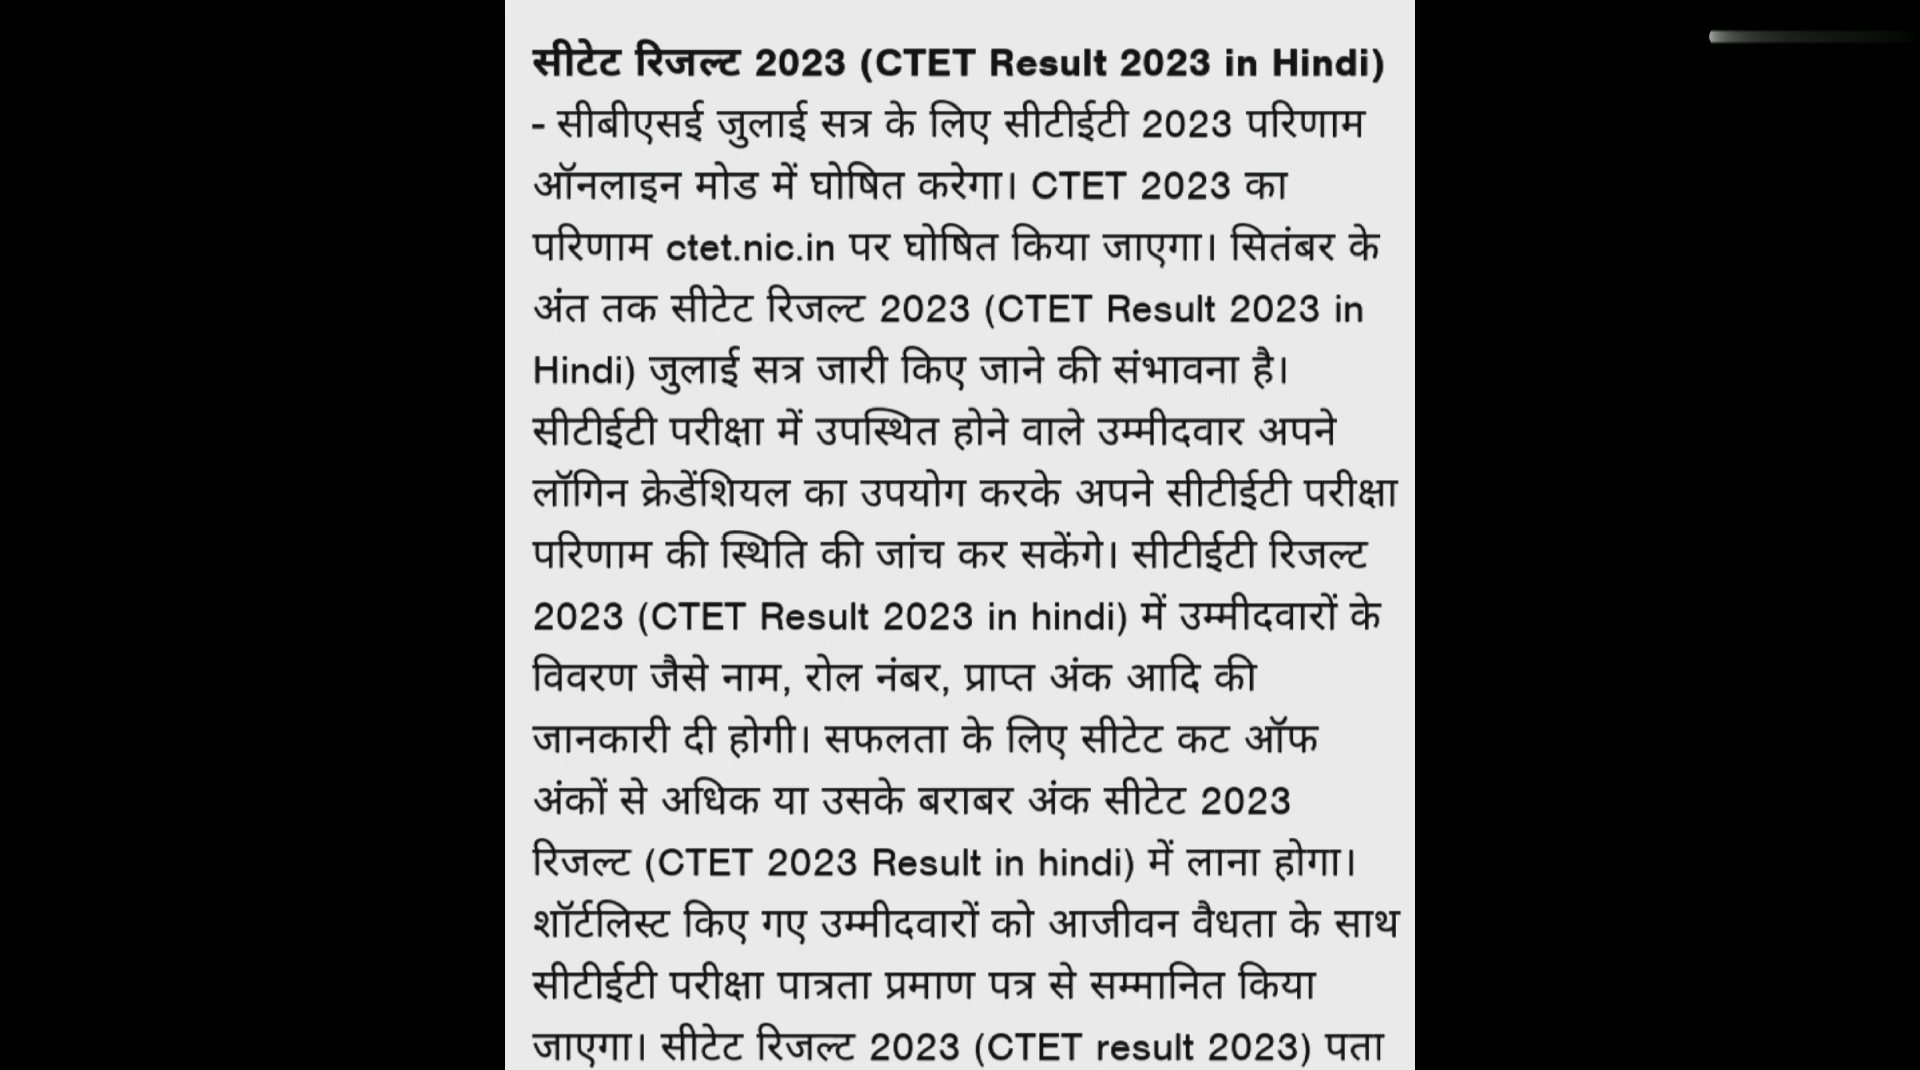 सीटेट रिजल्ट 2023 (CTET Result 2023 in Hindi)
- सीबीएसई जुलाई सत्र के लिए सीटीईटी 2023 परिणाम
ऑनलाइन मोड में घोषित करेगा। CTET 2023 का
परिणाम ctet.nic.in पर घोषित किया जाएगा। सितंबर के
अंत तक सीटेट रिजल्ट 2023 (CTET Result 2023 in
Hindi) जुलाई सत्र जारी किए जाने की संभावना है।
सीटीईटी परीक्षा में उपस्थित होने वाले उम्मीदवार अपने
लॉगिन क्रेडेंशियल का उपयोग करके अपने सीटीईटी परीक्षा
परिणाम की स्थिति की जांच कर सकेंगे। सीटीईटी रिजल्ट
2023 (CTET Result 2023 in hindi) में उम्मीदवारों के
विवरण जैसे नाम, रोल नंबर, प्राप्त अंक आदि की
जानकारी दी होगी। सफलता के लिए सीटेट कट ऑफ
अंकों से अधिक या उसके बराबर अंक सीटेट 2023
रिजल्ट (CTET 2023 Result in hindi) में लाना होगा।
शॉर्टलिस्ट किए गए उम्मीदवारों को आजीवन वैधता के साथ
सीटीईटी परीक्षा पात्रता प्रमाण पत्र से सम्मानित किया
जाएगा। सीटेट रिजल्ट 2023 (CTET result 2023) पता